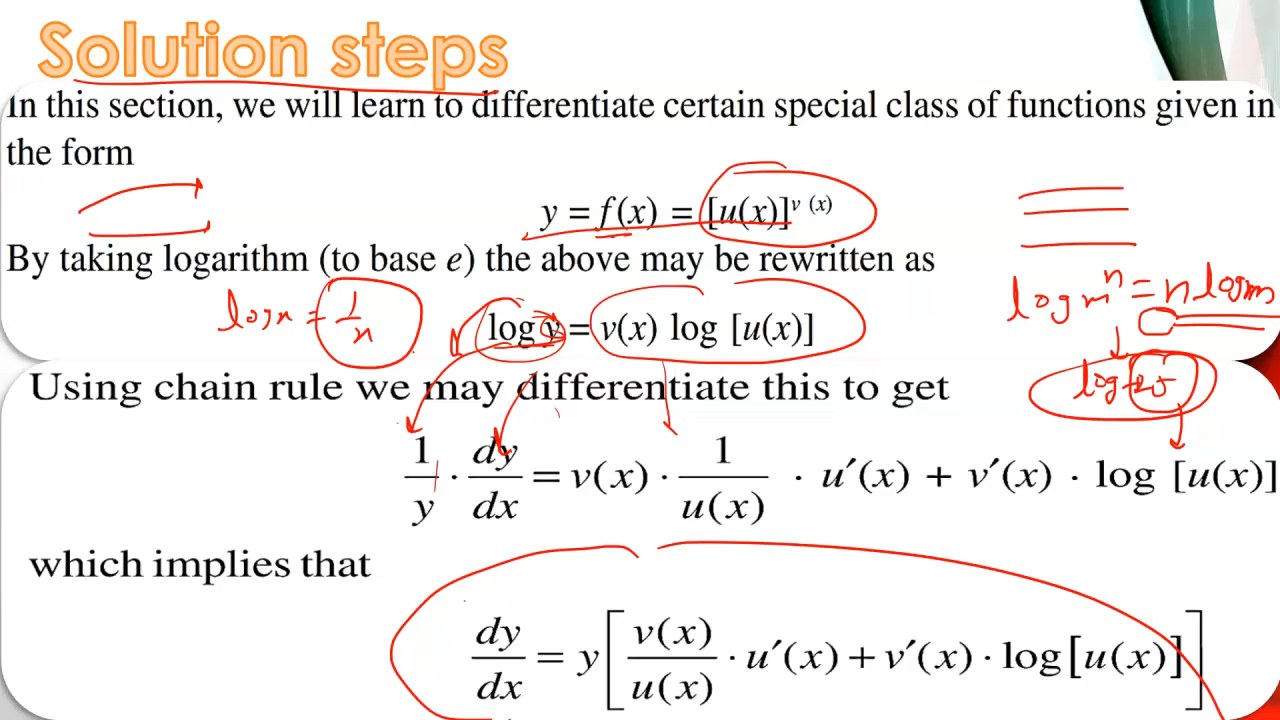 Solution steps
In this section, we will learn to differentiate certain special class of functions given in
the form
y = f(x) = [u(x)]^{v (x)}
By taking logarithm (to base e) the above may be rewritten as
log m^n = n log m
log x = 1/x
log y = v(x) log [u(x)]
Using chain rule we may differentiate this to get
1/y · dy/dx = v(x) · 1/u(x) · u′(x) + v′(x) · log [u(x)]
which implies that
dy/dx = y[v(x)/u(x) · u′(x) + v′(x) · log[u(x)]]